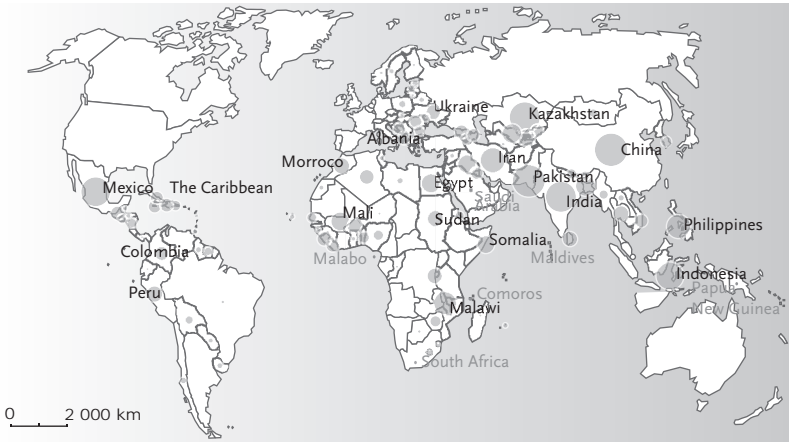 Ukraine
Kazakhstan
Albania
China
Morroco
Iran
Pakistan
Mexico
The Caribbean
Egypt
Saudi
Arabia
India
Mali
Sudan
Philippines
Somalia
Colombia
Malabo
Maldives
Indonesia
Papua
New Guinea
Peru
Comoros
Malawi
South Africa
0 2 000 km